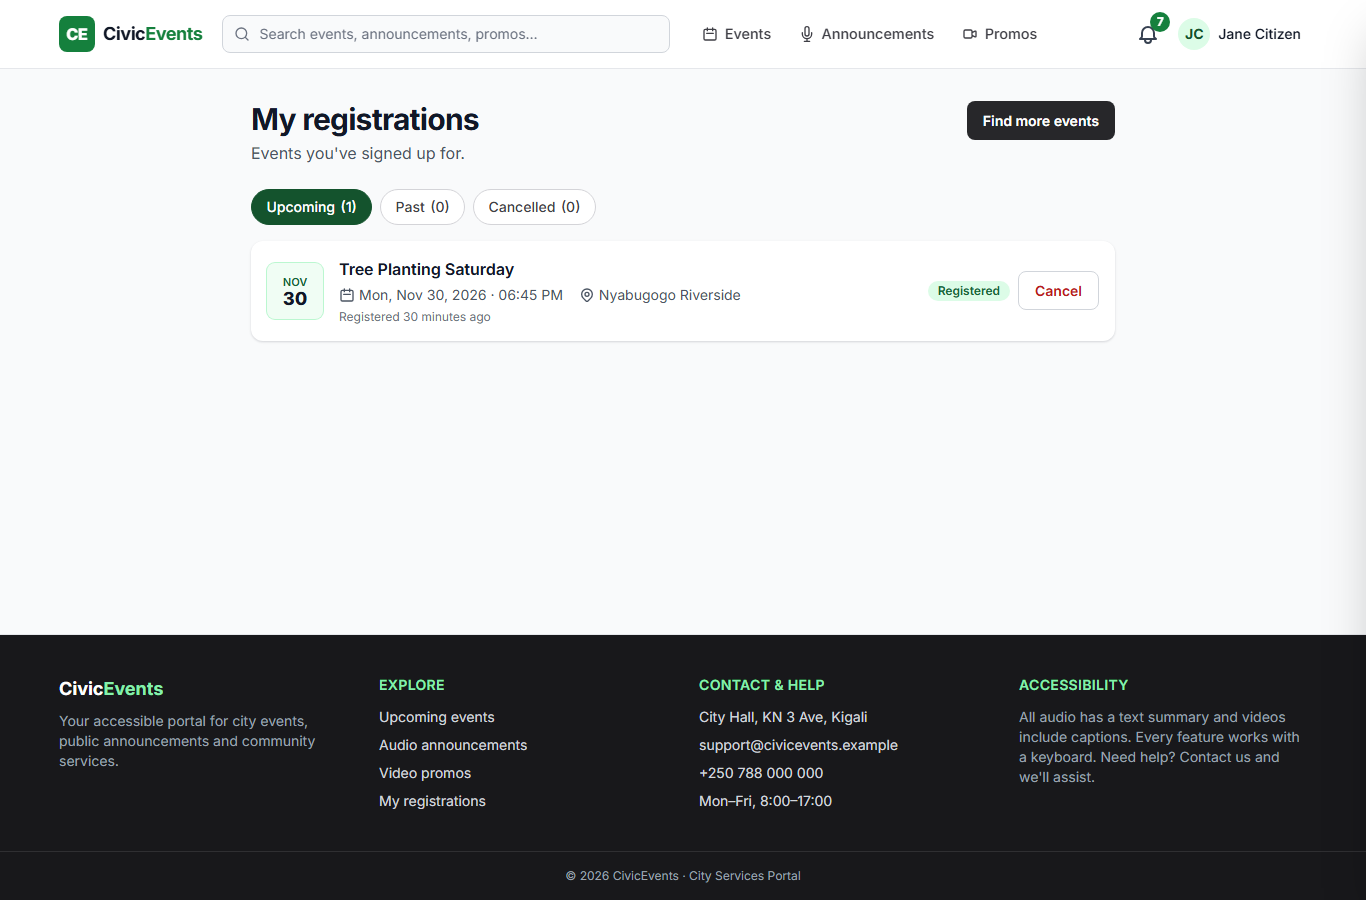 CE CivicEvents
Search events, announcements, promos...
Events
Announcements
Promos
7
JC Jane Citizen
My registrations
Find more events
Events you've signed up for.
Upcoming (1)
Past (0)
Cancelled (0)
NOV
30
Tree Planting Saturday
Mon, Nov 30, 2026 · 06:45 PM
Nyabugogo Riverside
Registered 30 minutes ago
Registered
Cancel
CivicEvents
Your accessible portal for city events,
public announcements and community
services.
EXPLORE
Upcoming events
Audio announcements
Video promos
My registrations
CONTACT & HELP
City Hall, KN 3 Ave, Kigali
support@civicevents.example
+250 788 000 000
Mon–Fri, 8:00–17:00
ACCESSIBILITY
All audio has a text summary and videos
include captions. Every feature works with
a keyboard. Need help? Contact us and
we'll assist.
© 2026 CivicEvents · City Services Portal